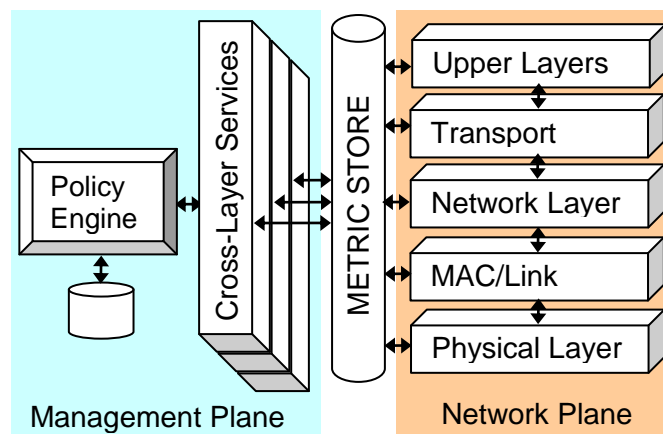 Policy
Engine
Cross-Layer Services
METRIC STORE
Upper Layers
Transport
Network Layer
MAC/Link
Physical Layer
Management Plane
Network Plane